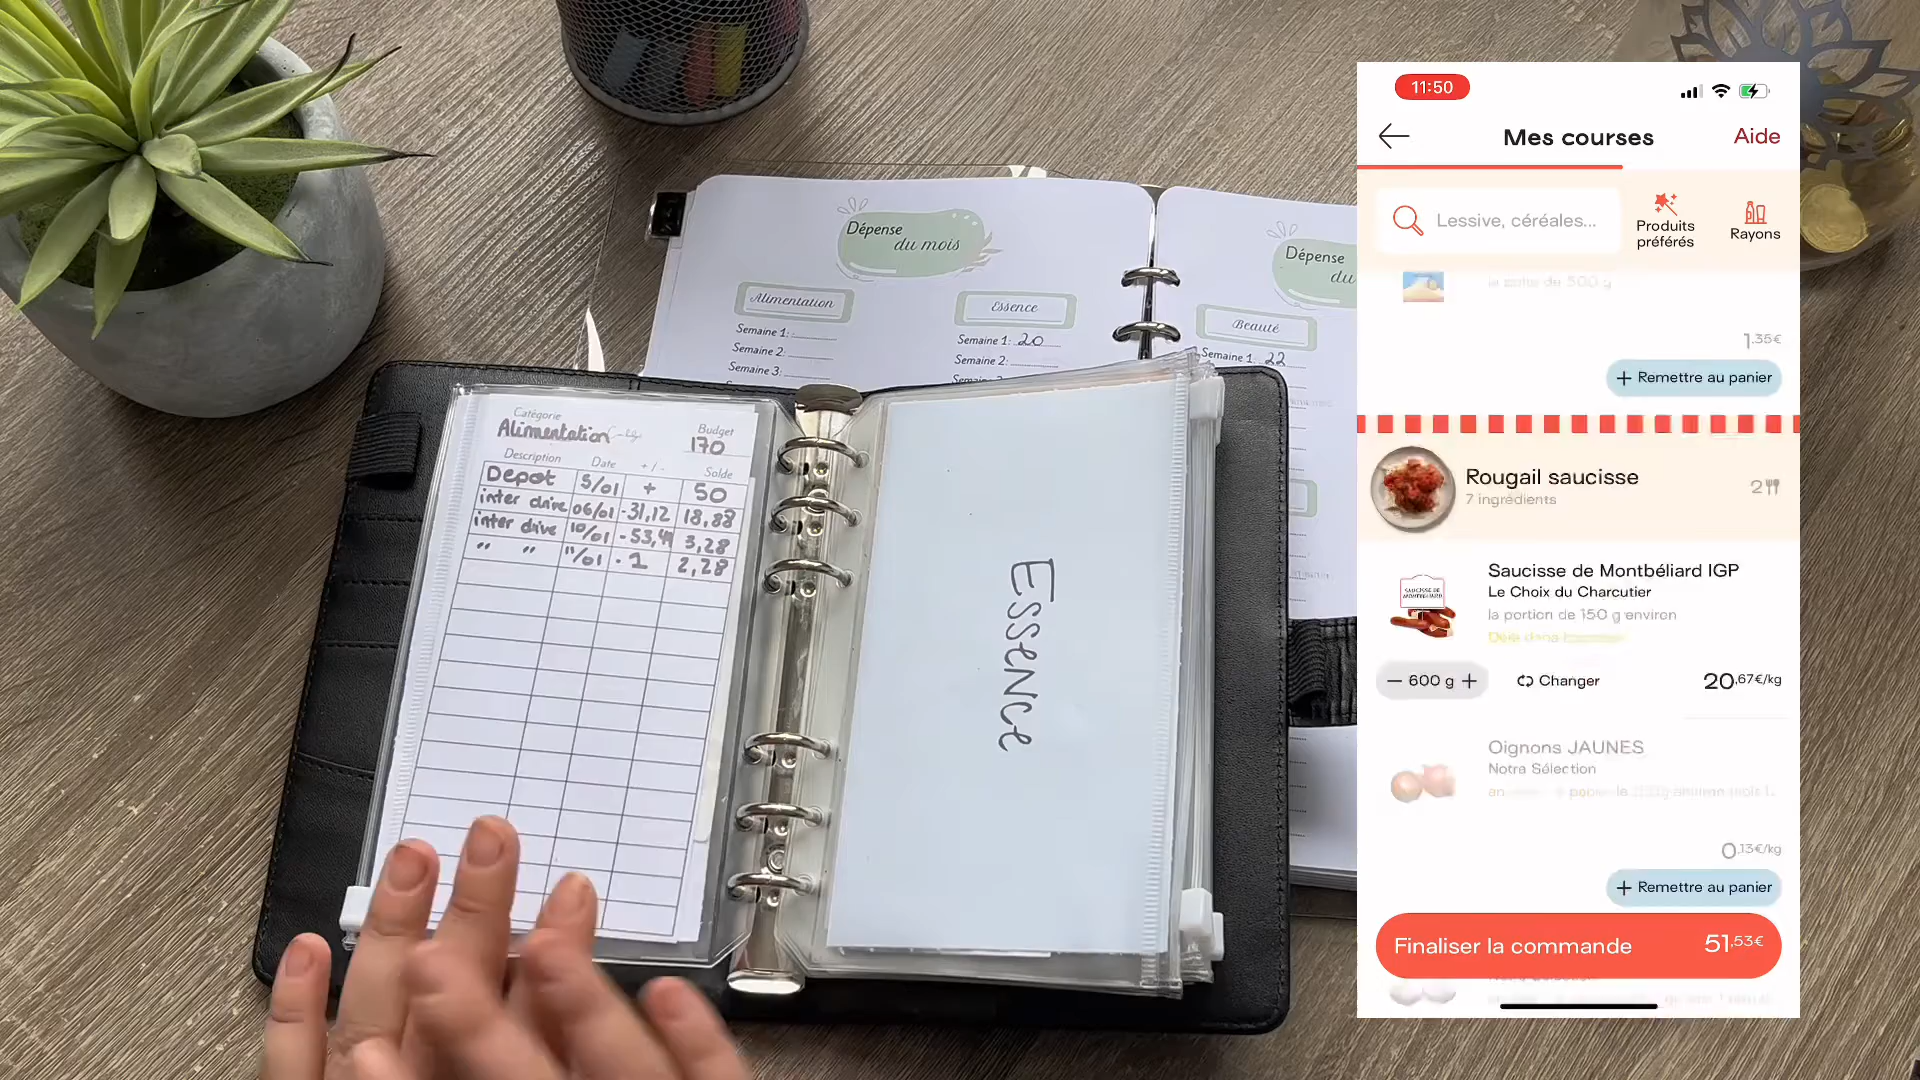 Dépense
du mois
Alimentation
Semaine 1:
Semaine 2:
Semaine 3:
Essence
Semaine 1: 20
Semaine 2:
Dépense
du
Beauté
Semaine 1: 22
Catégorie
Alimentation
Budget
170
Description Date +/- Solde
Depot 5/01 + 50
inter drive 06/01 -31,12 18,88
inter drive 10/01 -53,41 3,28
" " 11/01 - 1 2,28
Essence
11:50
Mes courses
Aide
Lessive, céréales...
Produits
préférés
Rayons
1,35€
+ Remettre au panier
Rougail saucisse
7 ingrédients
2
SAUCISSE DE
MONTBÉLIARD
Saucisse de Montbéliard IGP
Le Choix du Charcutier
la portion de 150 g environ
− 600 g +
Changer
20,67€/kg
Oignons JAUNES
Notre Sélection
0,13€/kg
+ Remettre au panier
Finaliser la commande
51,53€